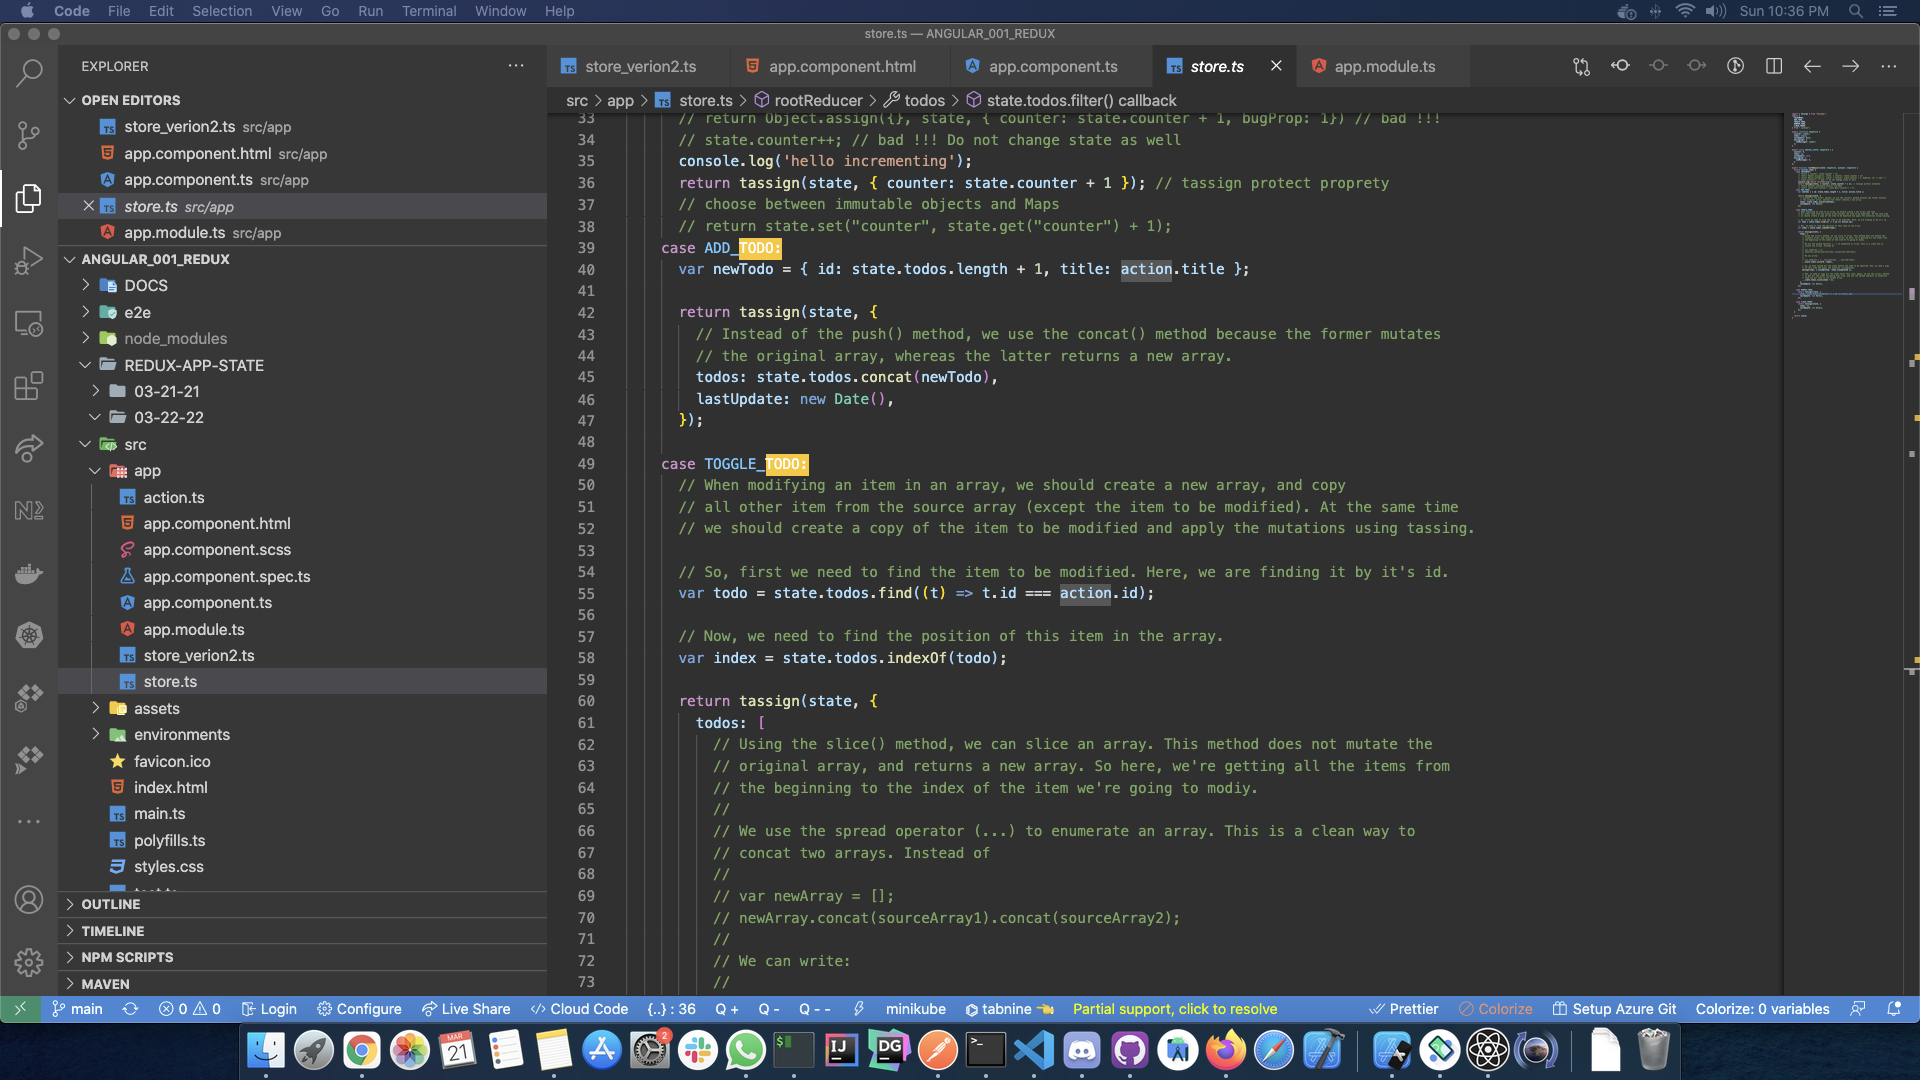 Code File Edit Selection View Go Run Terminal Window Help Sun 10:36 PM
store.ts — ANGULAR_001_REDUX
EXPLORER
OPEN EDITORS
store_verion2.ts src/app
app.component.html src/app
app.component.ts src/app
store.ts src/app
app.module.ts src/app
ANGULAR_001_REDUX
DOCS
e2e
node_modules
REDUX-APP-STATE
03-21-21
03-22-22
src
app
action.ts
app.component.html
app.component.scss
app.component.spec.ts
app.component.ts
app.module.ts
store_verion2.ts
store.ts
assets
environments
favicon.ico
index.html
main.ts
polyfills.ts
styles.css
OUTLINE
TIMELINE
NPM SCRIPTS
MAVEN
store_verion2.ts app.component.html app.component.ts store.ts app.module.ts
src > app > store.ts > rootReducer > todos > state.todos.filter() callback
33 // return Object.assign({}, state, { counter: state.counter + 1, bugProp: 1}) // bad !!!
34 // state.counter++; // bad !!! Do not change state as well
35 console.log('hello incrementing');
36 return tassign(state, { counter: state.counter + 1 }); // tassign protect proprety
37 // choose between immutable objects and Maps
38 // return state.set("counter", state.get("counter") + 1);
39 case ADD_TODO:
40 var newTodo = { id: state.todos.length + 1, title: action.title };
41
42 return tassign(state, {
43 // Instead of the push() method, we use the concat() method because the former mutates
44 // the original array, whereas the latter returns a new array.
45 todos: state.todos.concat(newTodo),
46 lastUpdate: new Date(),
47 });
48
49 case TOGGLE_TODO:
50 // When modifying an item in an array, we should create a new array, and copy
51 // all other item from the source array (except the item to be modified). At the same time
52 // we should create a copy of the item to be modified and apply the mutations using tassing.
53
54 // So, first we need to find the item to be modified. Here, we are finding it by it's id.
55 var todo = state.todos.find((t) => t.id === action.id);
56
57 // Now, we need to find the position of this item in the array.
58 var index = state.todos.indexOf(todo);
59
60 return tassign(state, {
61 todos: [
62 // Using the slice() method, we can slice an array. This method does not mutate the
63 // original array, and returns a new array. So here, we're getting all the items from
64 // the beginning to the index of the item we're going to modiy.
65 //
66 // We use the spread operator (...) to enumerate an array. This is a clean way to
67 // concat two arrays. Instead of
68 //
69 // var newArray = [];
70 // newArray.concat(sourceArray1).concat(sourceArray2);
71 //
72 // We can write:
73 //
main 0 0 Login Configure Live Share Cloud Code {..} : 36 Q + Q - Q - - minikube tabnine Partial support, click to resolve Prettier Colorize Setup Azure Git Colorize: 0 variables
MAR 21 2 $ IJ DG >_